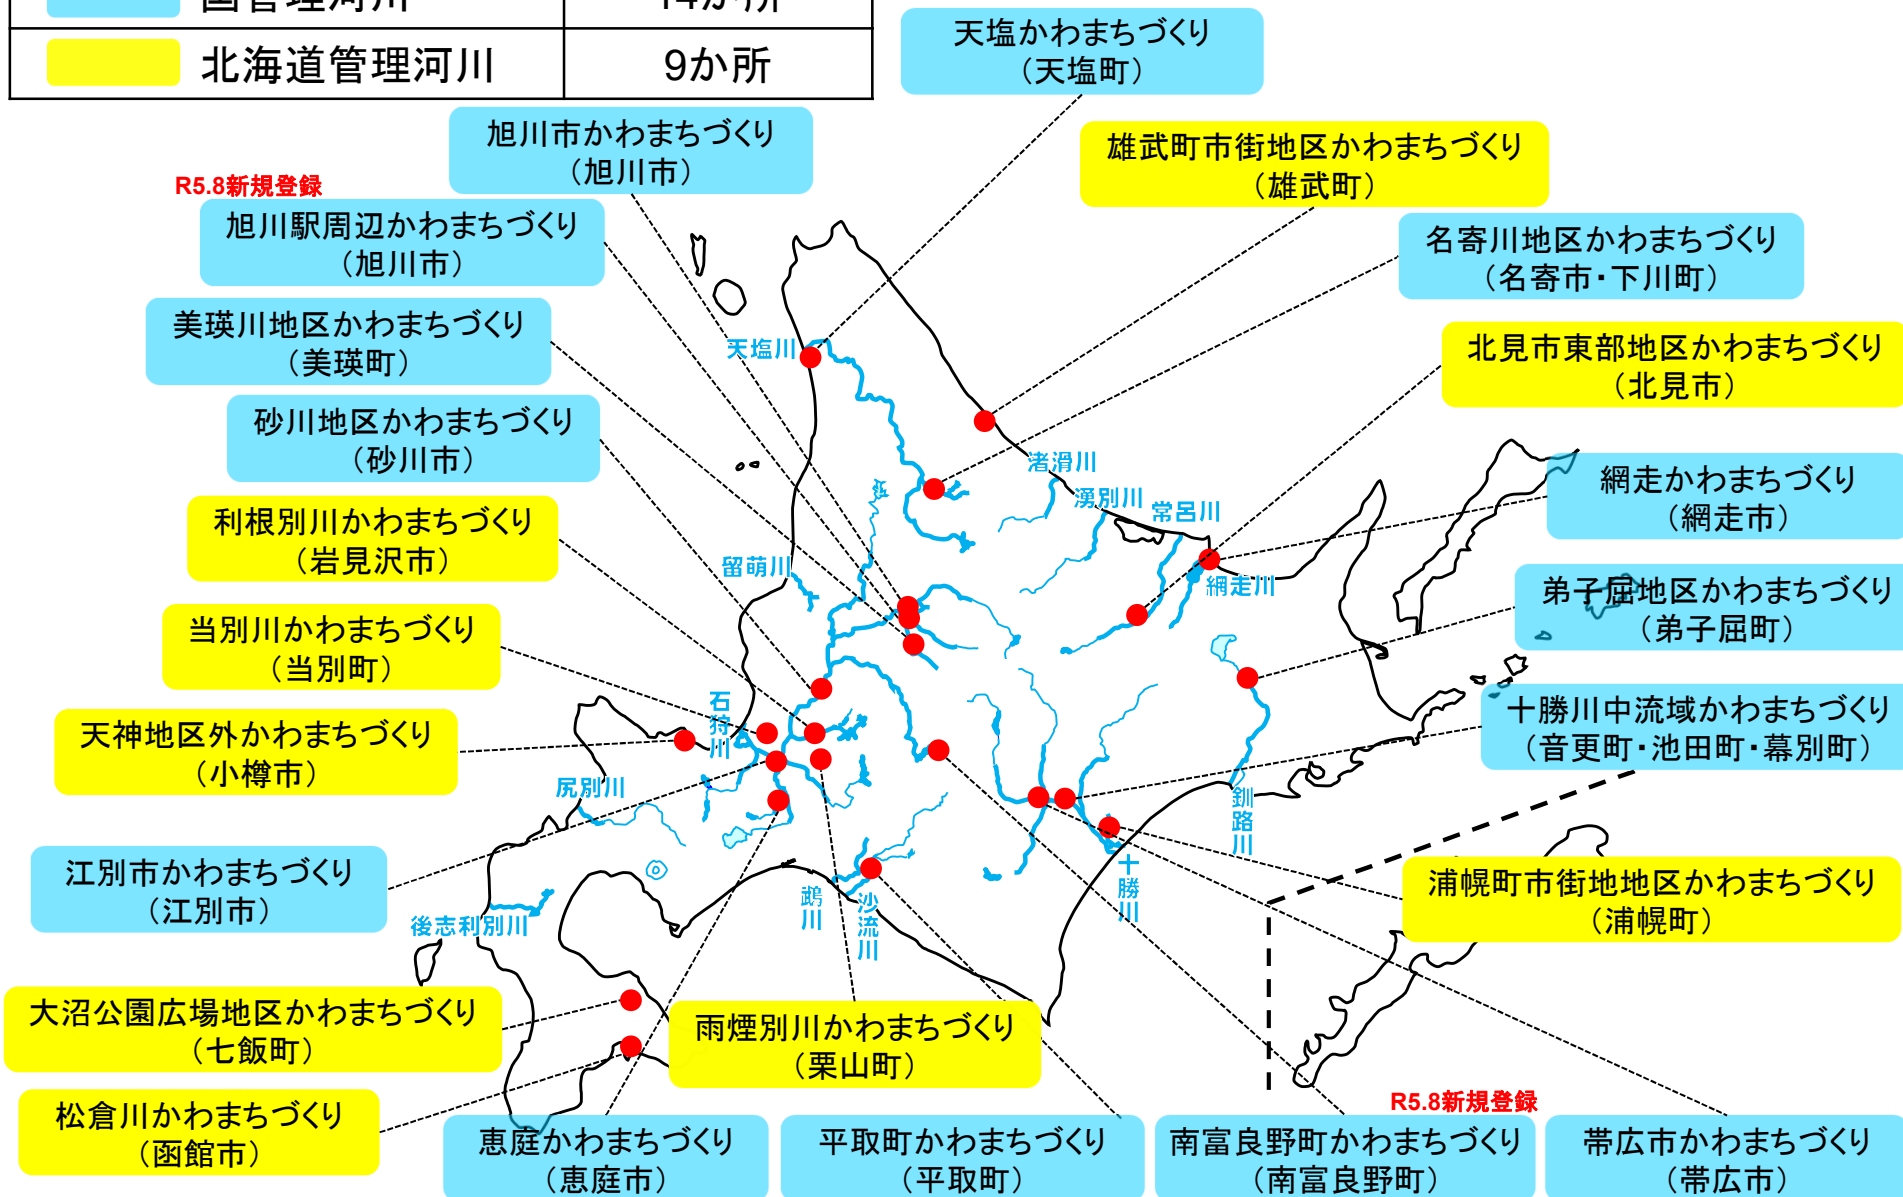 国管理河川 14か所
北海道管理河川 9か所
天塩かわまちづくり
（天塩町）
旭川市かわまちづくり
（旭川市）
雄武町市街地区かわまちづくり
（雄武町）
R5.8新規登録
旭川駅周辺かわまちづくり
（旭川市）
名寄川地区かわまちづくり
（名寄市・下川町）
美瑛川地区かわまちづくり
（美瑛町）
天塩川
北見市東部地区かわまちづくり
（北見市）
砂川地区かわまちづくり
（砂川市）
渚滑川
湧別川
常呂川
網走かわまちづくり
（網走市）
利根別川かわまちづくり
（岩見沢市）
留萌川
網走川
弟子屈地区かわまちづくり
（弟子屈町）
当別川かわまちづくり
（当別町）
石狩川
十勝川中流域かわまちづくり
（音更町・池田町・幕別町）
天神地区外かわまちづくり
（小樽市）
尻別川
釧路川
江別市かわまちづくり
（江別市）
後志利別川
鵡川
沙流川
十勝川
浦幌町市街地地区かわまちづくり
（浦幌町）
大沼公園広場地区かわまちづくり
（七飯町）
雨煙別川かわまちづくり
（栗山町）
松倉川かわまちづくり
（函館市）
恵庭かわまちづくり
（恵庭市）
平取町かわまちづくり
（平取町）
R5.8新規登録
南富良野町かわまちづくり
（南富良野町）
帯広市かわまちづくり
（帯広市）